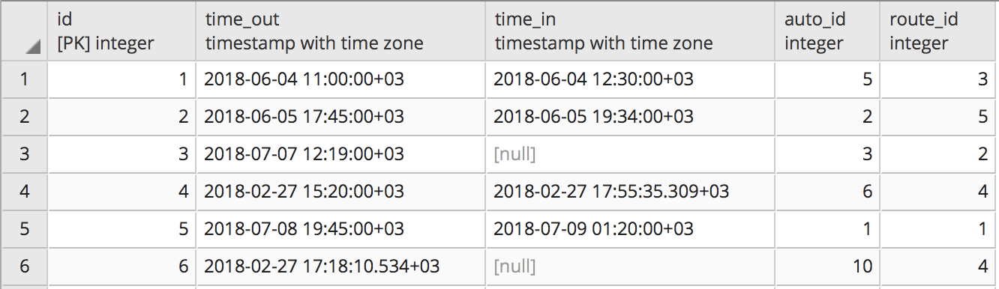 id time_out time_in auto_id route_id
[PK] integer timestamp with time zone timestamp with time zone integer integer
1 1 2018-06-04 11:00:00+03 2018-06-04 12:30:00+03 5 3
2 2 2018-06-05 17:45:00+03 2018-06-05 19:34:00+03 2 5
3 3 2018-07-07 12:19:00+03 [null] 3 2
4 4 2018-02-27 15:20:00+03 2018-02-27 17:55:35.309+03 6 4
5 5 2018-07-08 19:45:00+03 2018-07-09 01:20:00+03 1 1
6 6 2018-02-27 17:18:10.534+03 [null] 10 4